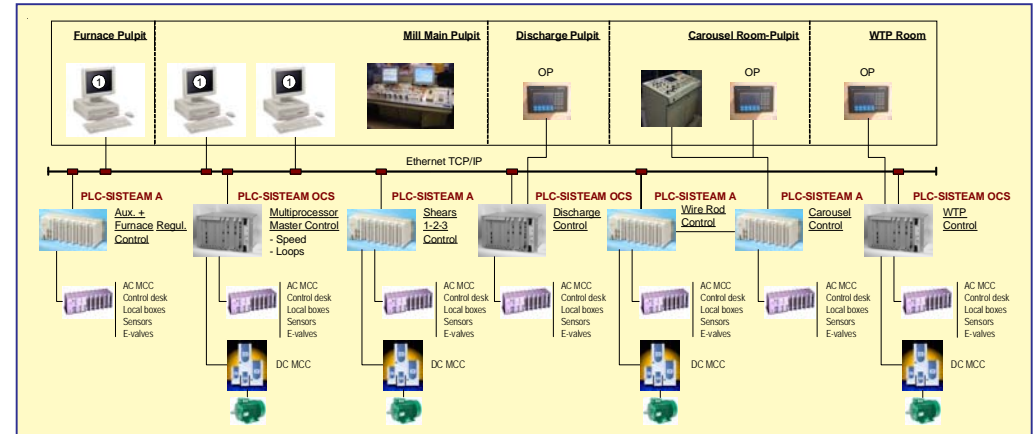 Furnace Pulpit
Mill Main Pulpit
Discharge Pulpit
Carousel Room-Pulpit
WTP Room
OP
OP
OP
1
1
1
Ethernet TCP/IP
PLC-SISTEAM A
Aux. +
Furnace Regul.
Control
PLC-SISTEAM OCS
Multiprocessor
Master Control
- Speed
- Loops
PLC-SISTEAM A
Shears
1-2-3
Control
PLC-SISTEAM OCS
Discharge
Control
PLC-SISTEAM A
Wire Rod
Control
PLC-SISTEAM A
Carousel
Control
PLC-SISTEAM OCS
WTP
Control
AC MCC
Control desk
Local boxes
Sensors
E-valves
AC MCC
Control desk
Local boxes
Sensors
E-valves
AC MCC
Control desk
Local boxes
Sensors
E-valves
AC MCC
Control desk
Local boxes
Sensors
E-valves
AC MCC
Control desk
Local boxes
Sensors
E-valves
AC MCC
Control desk
Local boxes
Sensors
E-valves
AC MCC
Control desk
Local boxes
Sensors
E-valves
DC MCC
DC MCC
DC MCC
DC MCC